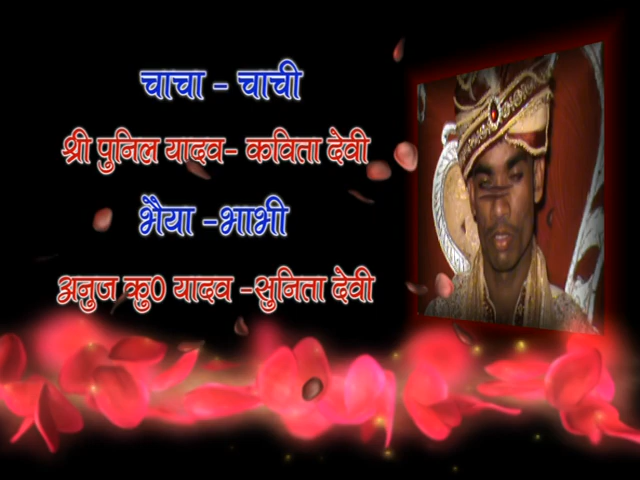 चाचा - चाची
श्री पुनिल यादव- कविता देवी
भैया -भाभी
अनुज कु0 यादव -सुनिता देवी